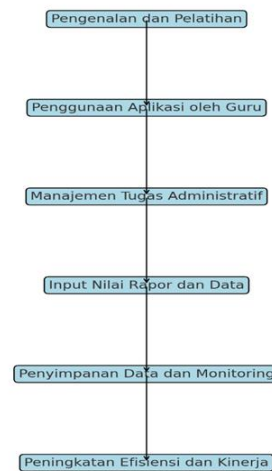 Pengenalan dan Pelatihan
Penggunaan Aplikasi oleh Guru
Manajemen Tugas Administratif
Input Nilai Rapor dan Data
Penyimpanan Data dan Monitoring
Peningkatan Efisiensi dan Kinerja